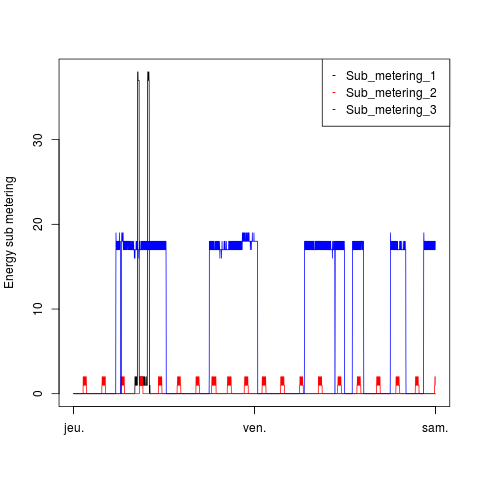 Sub_metering_1
Sub_metering_2
Sub_metering_3
Energy sub metering
30
20
10
0
jeu.
ven.
sam.